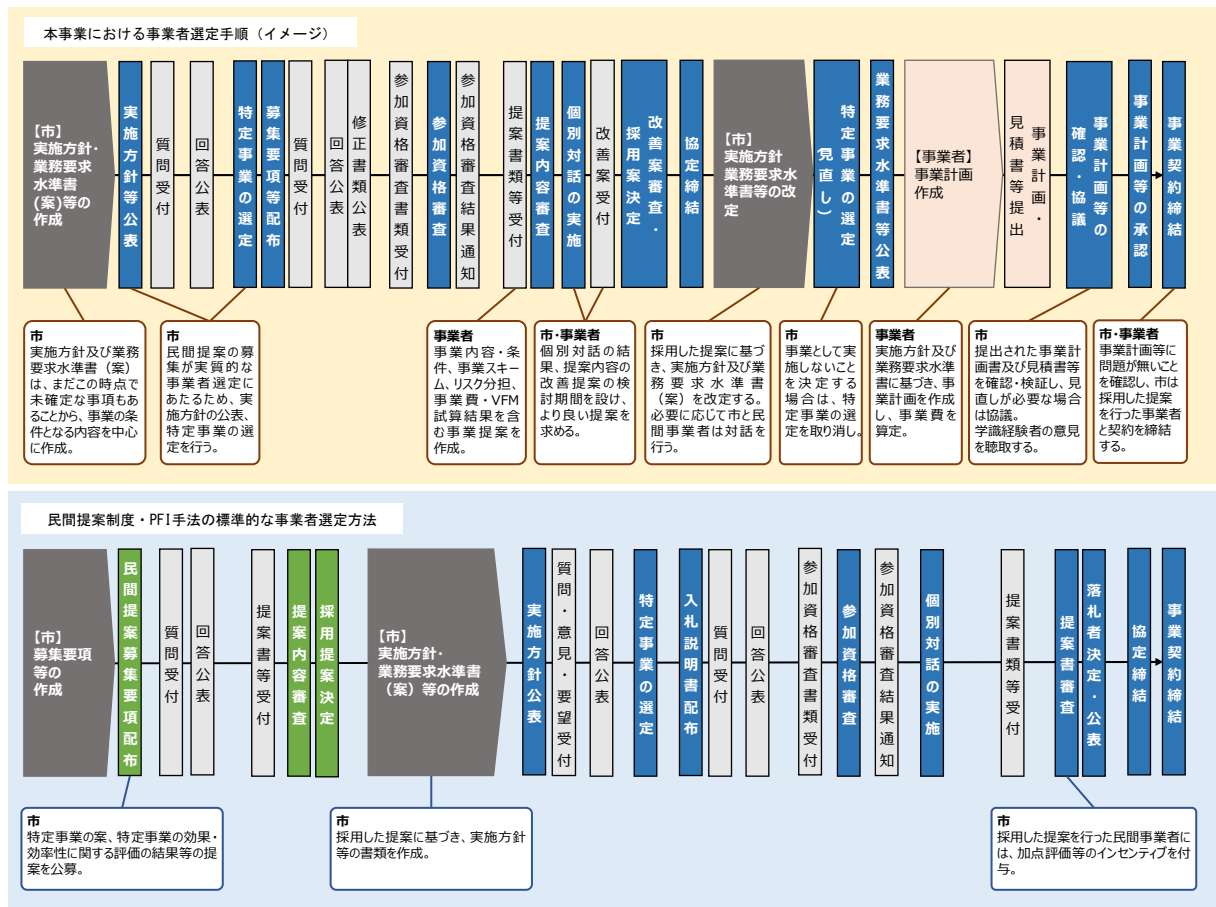 本事業における事業者選定手順（イメージ）
【市】
実施方針・
業務要求
水準書
(案)等の
作成
実施方針等公表
質問受付
回答公表
特定事業の選定
募集要項等配布
質問受付
回答公表
修正書類公表
参加資格審査書類受付
参加資格審査
参加資格審査結果通知
提案書類等受付
提案内容審査
個別対話の実施
改善案受付
改善案審査・
採用案決定
協定締結
【市】
実施方針
業務要求水
準書等の改
定
特定事業の選定
（見直し）
業務要求水準書等公表
【事業者】
事業計画
作成
事業計画・
見積書等提出
事業計画等の
確認・協議
事業計画等の承認
事業契約締結
市
実施方針及び業務
要求水準書（案）
は、まだこの時点で
未確定な事項もあ
ることから、事業の条
件となる内容を中心
に作成。
市
民間提案の募
集が実質的な
事業者選定に
あたるため、実
施方針の公表、
特定事業の選
定を行う。
事業者
事業内容・条
件、事業スキー
ム、リスク分担、
事業費・VFM
試算結果を含
む事業提案を
作成。
市・事業者
個別対話の結
果、提案内容の
改善提案の検
討期間を設け、
より良い提案を
求める。
市
採用した提案に基づ
き、実施方針及び業
務要求水準書
（案）を改定する。
必要に応じて市と民
間事業者は対話を
行う。
市
事業として実
施しないこと
を決定する
場合は、特
定事業の選
定を取り消し。
事業者
実施方針及び
業務要求水
準書に基づき、事
業計画を作成
し、事業費を
算定。
市
提出された事業計
画書及び見積書等
を確認・検証し、見
直しが必要な場合
は協議。
学識経験者の意見
を聴取する。
市・事業者
事業計画等に
問題が無いこと
を確認し、市は
採用した提案
を行った事業者
と契約を締結
する。
民間提案制度・PFI手法の標準的な事業者選定方法
【市】
募集要項
等の
作成
民間提案募集要項配布
質問受付
回答公表
提案書等受付
提案内容審査
採用提案決定
【市】
実施方針・
業務要求水準書
（案）等の作成
実施方針公表
質問・意見・要望受付
回答公表
特定事業の選定
入札説明書配布
質問受付
回答公表
参加資格審査書類受付
参加資格審査
参加資格審査結果通知
個別対話の実施
提案書類等受付
提案書審査
落札者決定・公表
協定締結
事業契約締結
市
特定事業の案、特定事業の効果・
効率性に関する評価の結果等の提
案を公募。
市
採用した提案に基づき、実施方針
等の書類を作成。
市
採用した提案を行った民間事業者に
は、加点評価等のインセンティブを付
与。